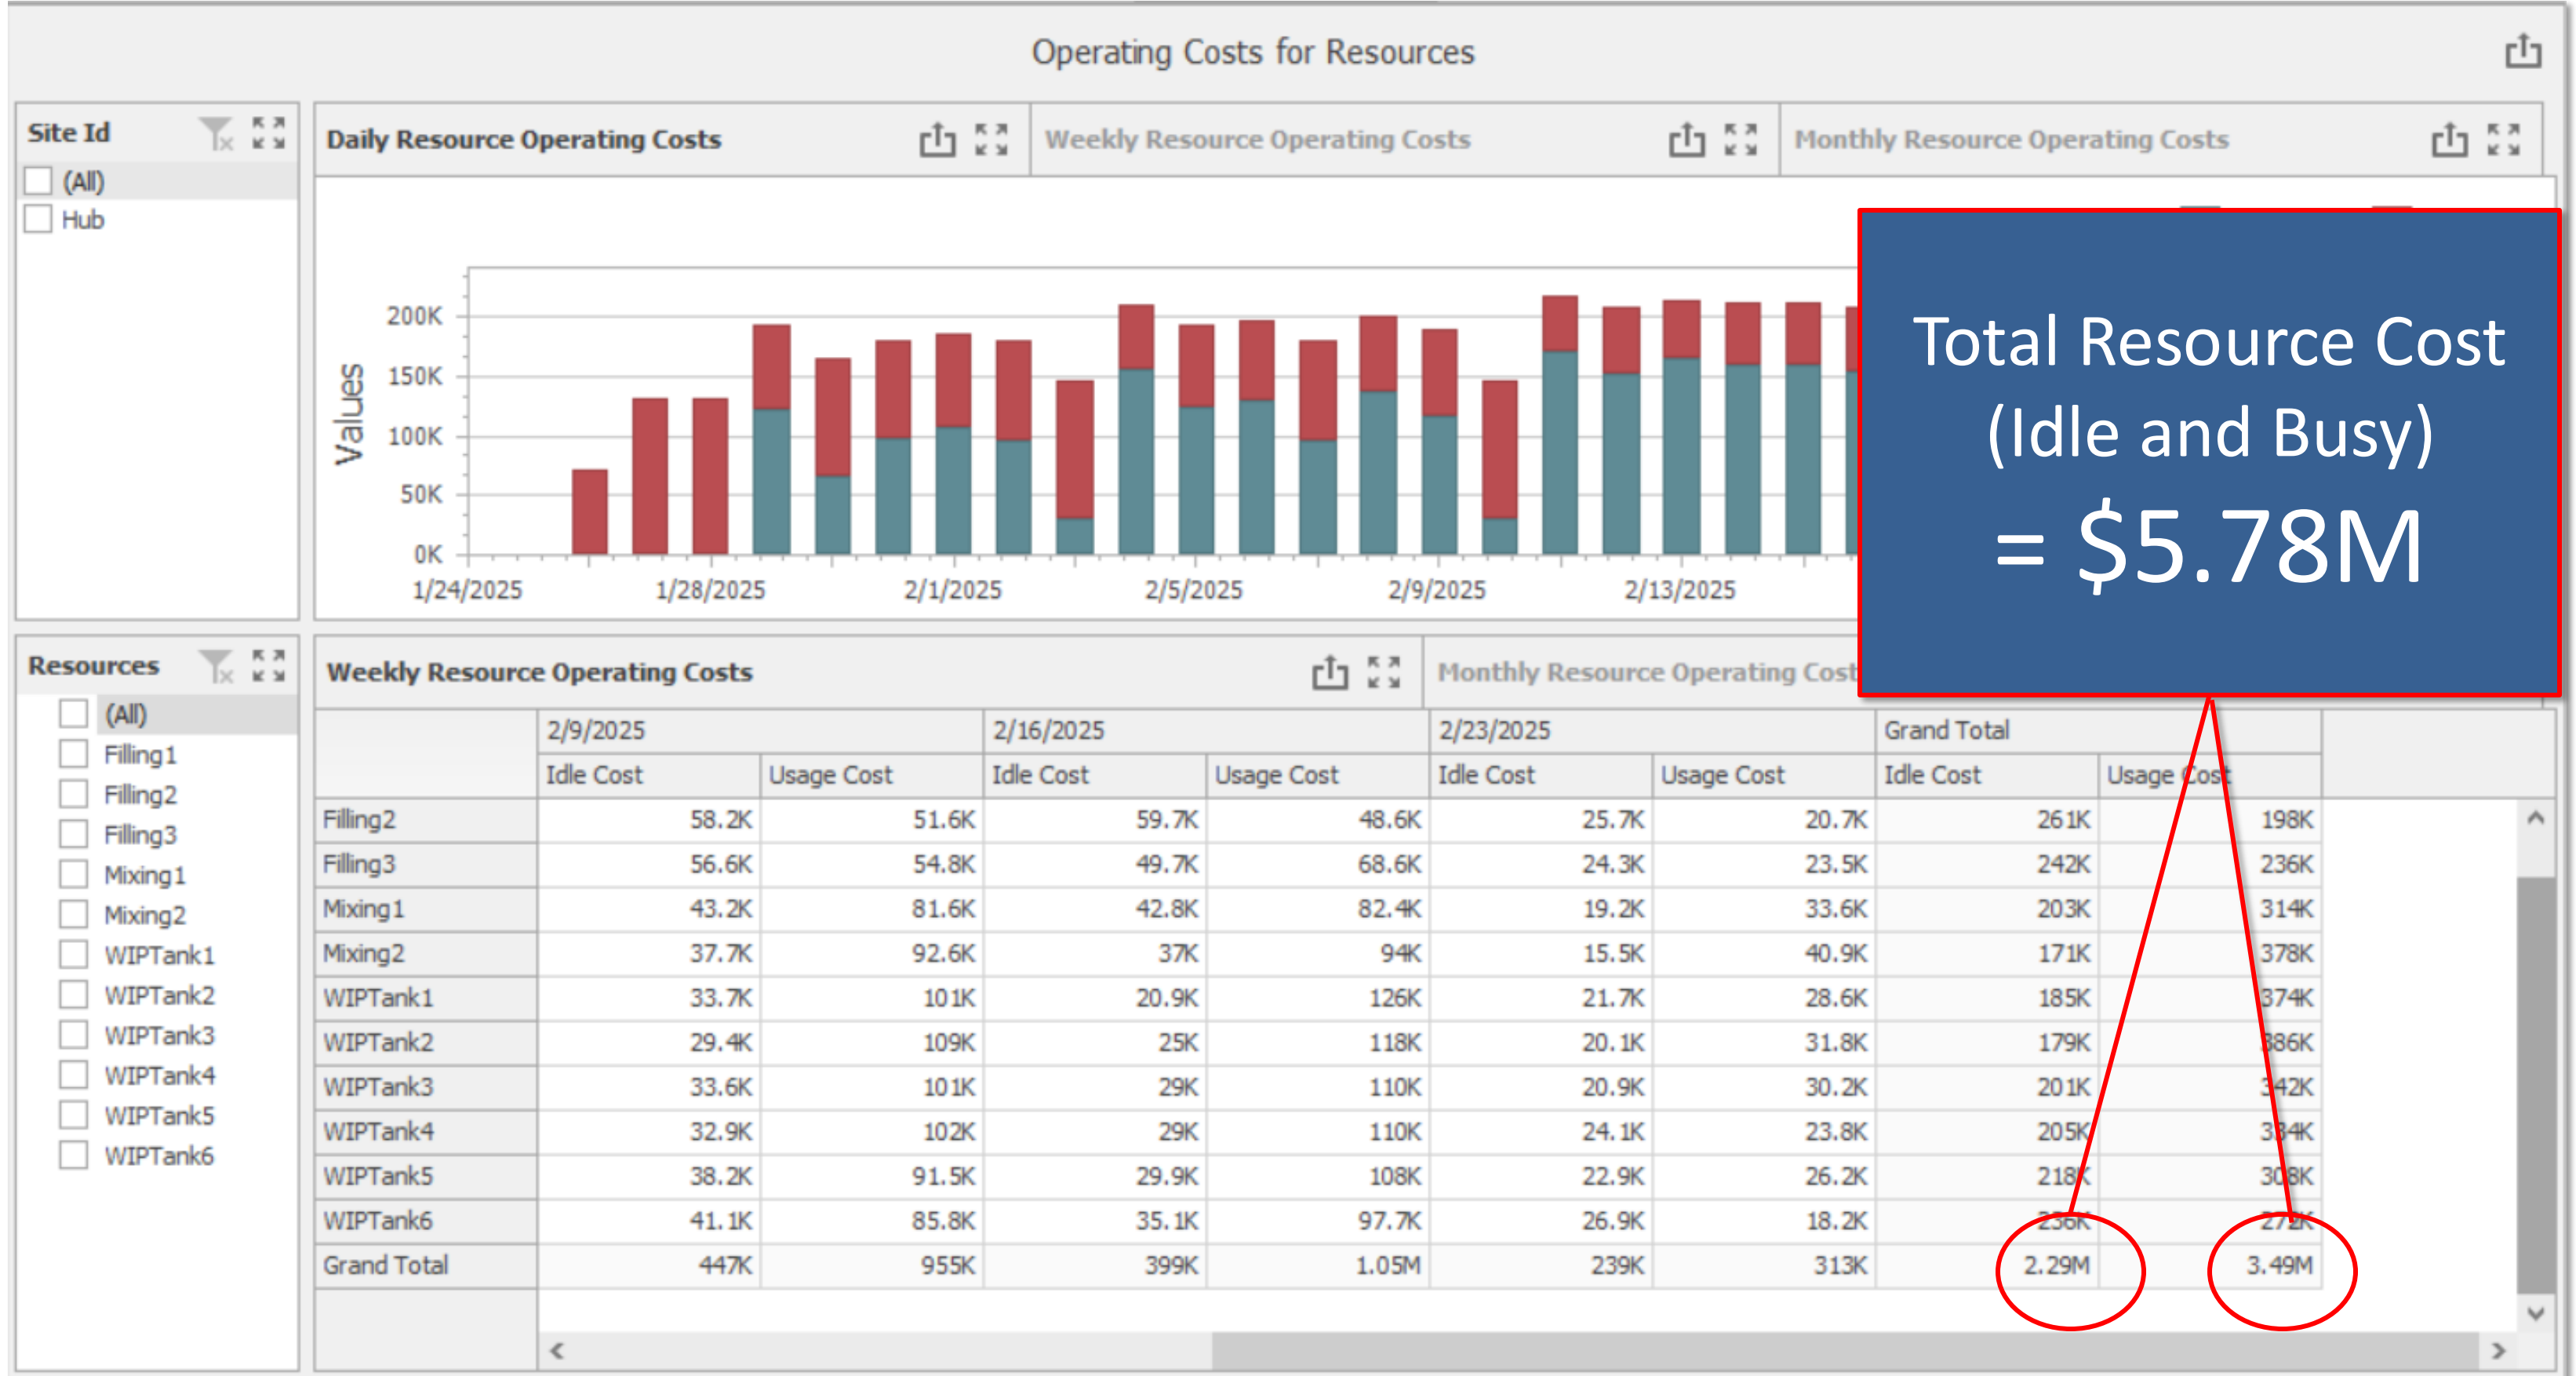 Operating Costs for Resources
Site Id
(All)
Hub
Daily Resource Operating Costs
Weekly Resource Operating Costs
Monthly Resource Operating Costs
Values
200K
150K
100K
50K
0K
1/24/2025 1/28/2025 2/1/2025 2/5/2025 2/9/2025 2/13/2025
Total Resource Cost
(Idle and Busy)
= $5.78M
Resources
(All)
Filling1
Filling2
Filling3
Mixing1
Mixing2
WIPTank1
WIPTank2
WIPTank3
WIPTank4
WIPTank5
WIPTank6
Weekly Resource Operating Costs
Monthly Resource Operating Cost
2/9/2025 2/16/2025 2/23/2025 Grand Total
Idle Cost Usage Cost Idle Cost Usage Cost Idle Cost Usage Cost Idle Cost Usage Cost
Filling2 58.2K 51.6K 59.7K 48.6K 25.7K 20.7K 261K 198K
Filling3 56.6K 54.8K 49.7K 68.6K 24.3K 23.5K 242K 236K
Mixing1 43.2K 81.6K 42.8K 82.4K 19.2K 33.6K 203K 314K
Mixing2 37.7K 92.6K 37K 94K 15.5K 40.9K 171K 378K
WIPTank1 33.7K 101K 20.9K 126K 21.7K 28.6K 185K 374K
WIPTank2 29.4K 109K 25K 118K 20.1K 31.8K 179K 386K
WIPTank3 33.6K 101K 29K 110K 20.9K 30.2K 201K 342K
WIPTank4 32.9K 102K 29K 110K 24.1K 23.8K 205K 334K
WIPTank5 38.2K 91.5K 29.9K 108K 22.9K 26.2K 218K 308K
WIPTank6 41.1K 85.8K 35.1K 97.7K 26.9K 18.2K 236K 272K
Grand Total 447K 955K 399K 1.05M 239K 313K 2.29M 3.49M